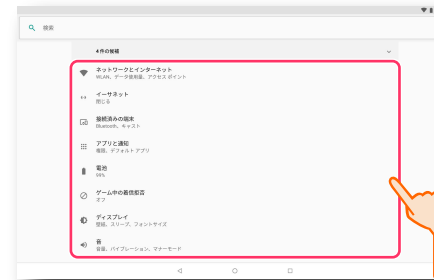 検索
4 件の候補
ネットワークとインターネット
WLAN、データ使用量、アクセス ポイント
イーサネット
閉じる
接続済みの端末
Bluetooth、キャスト
アプリと通知
権限、デフォルト アプリ
電池
99%
ゲーム中の着信拒否
オフ
ディスプレイ
壁紙、スリープ、フォントサイズ
音
音量、バイブレーション、マナーモード